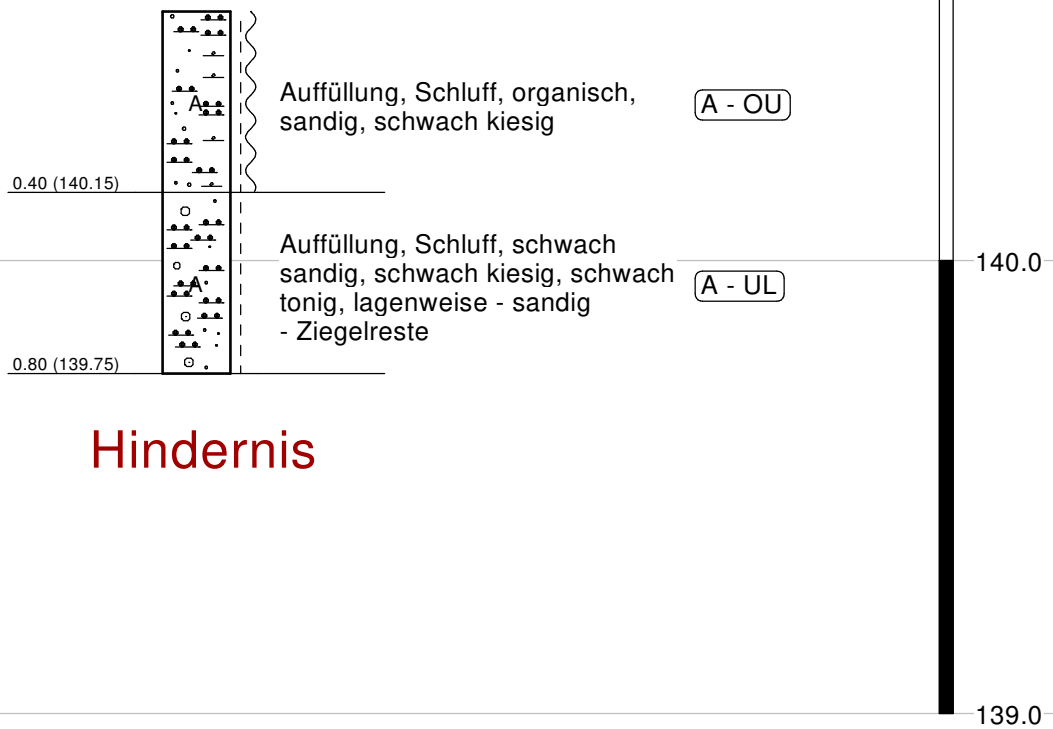 A
Auffüllung, Schluff, organisch,
sandig, schwach kiesig
A - OU
0.40 (140.15)
Auffüllung, Schluff, schwach
sandig, schwach kiesig, schwach
tonig, lagenweise - sandig
- Ziegelreste
A
A - UL
140.0
0.80 (139.75)
Hindernis
139.0